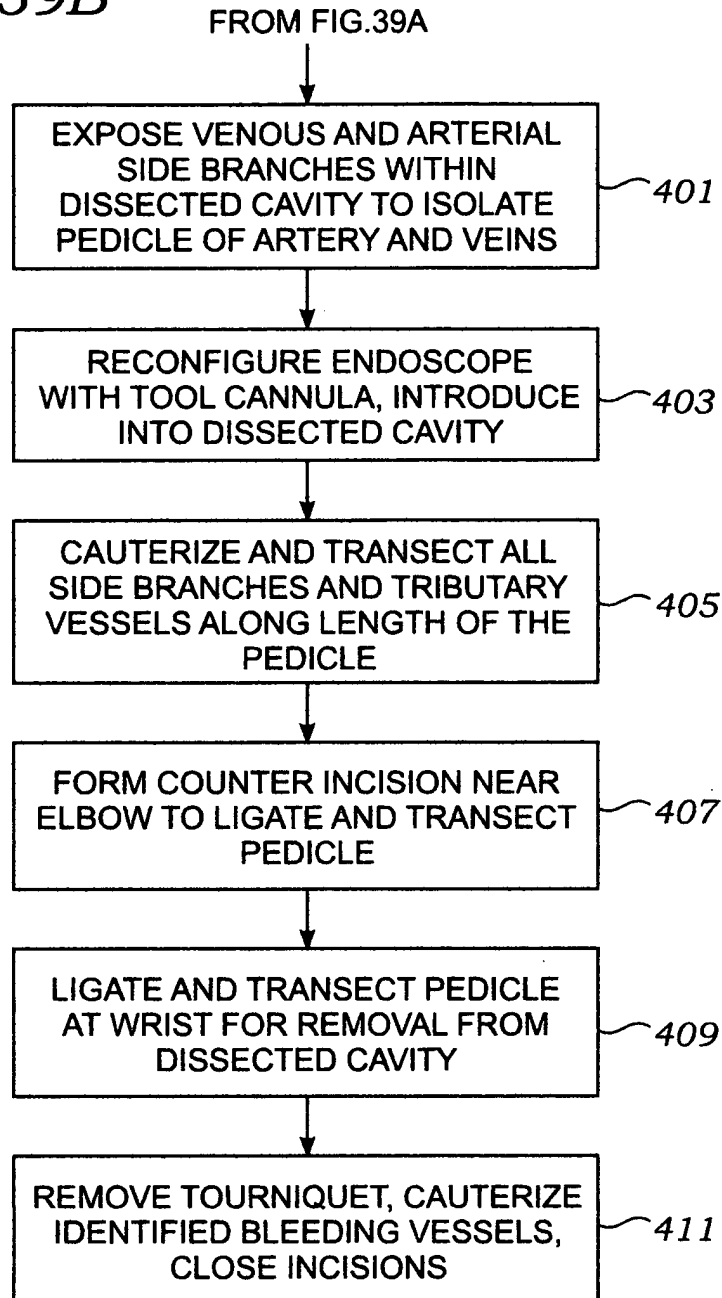 39B
FROM FIG.39A
EXPOSE VENOUS AND ARTERIAL
SIDE BRANCHES WITHIN
DISSECTED CAVITY TO ISOLATE
PEDICLE OF ARTERY AND VEINS
401
RECONFIGURE ENDOSCOPE
WITH TOOL CANNULA, INTRODUCE
INTO DISSECTED CAVITY
403
CAUTERIZE AND TRANSECT ALL
SIDE BRANCHES AND TRIBUTARY
VESSELS ALONG LENGTH OF THE
PEDICLE
405
FORM COUNTER INCISION NEAR
ELBOW TO LIGATE AND TRANSECT
PEDICLE
407
LIGATE AND TRANSECT PEDICLE
AT WRIST FOR REMOVAL FROM
DISSECTED CAVITY
409
REMOVE TOURNIQUET, CAUTERIZE
IDENTIFIED BLEEDING VESSELS,
CLOSE INCISIONS
411